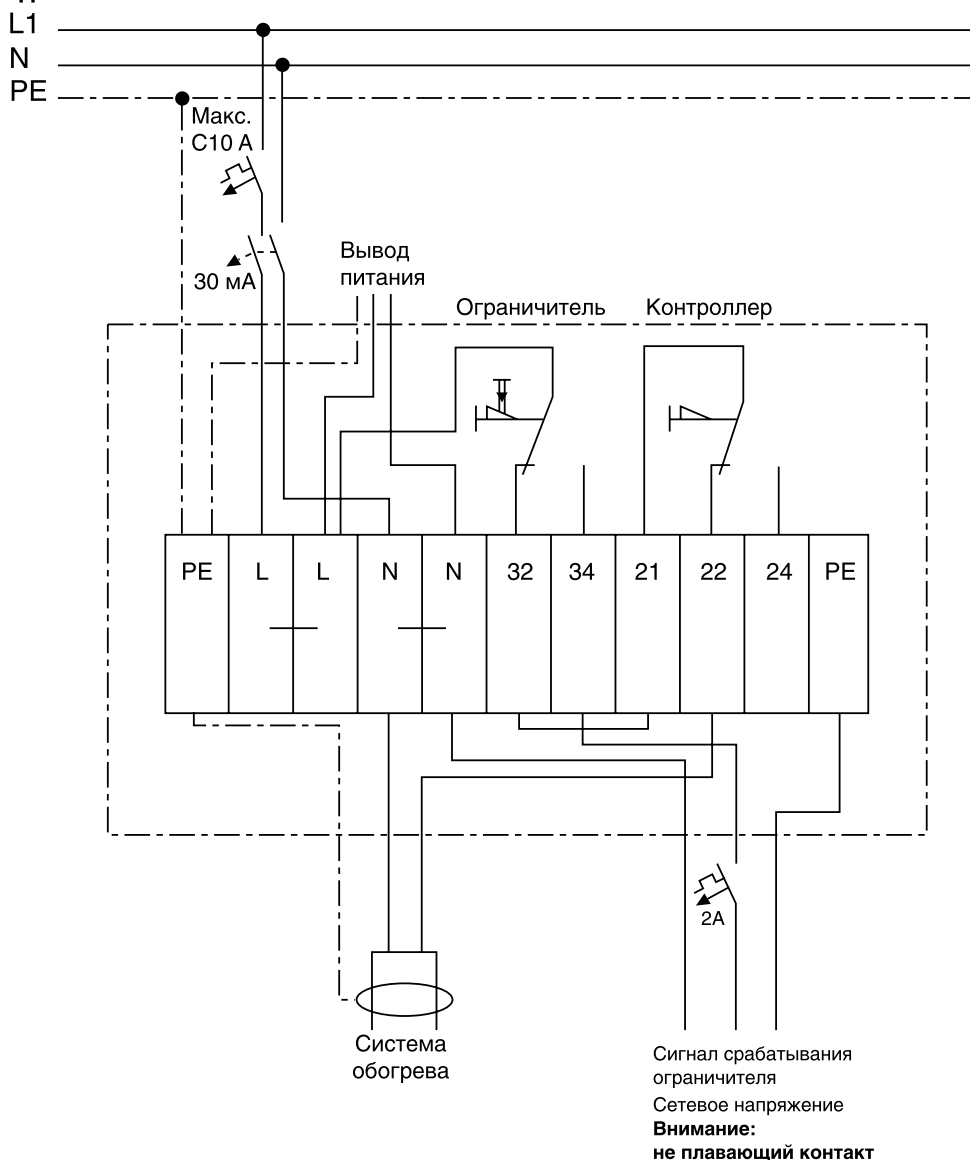 L1
N
PE
Макс.
C10 A
30 мА
Вывод
питания
Ограничитель
Контроллер
PE L L N N 32 34 21 22 24 PE
2А
Система
обогрева
Сигнал срабатывания
ограничителя
Сетевое напряжение
Внимание:
не плавающий контакт